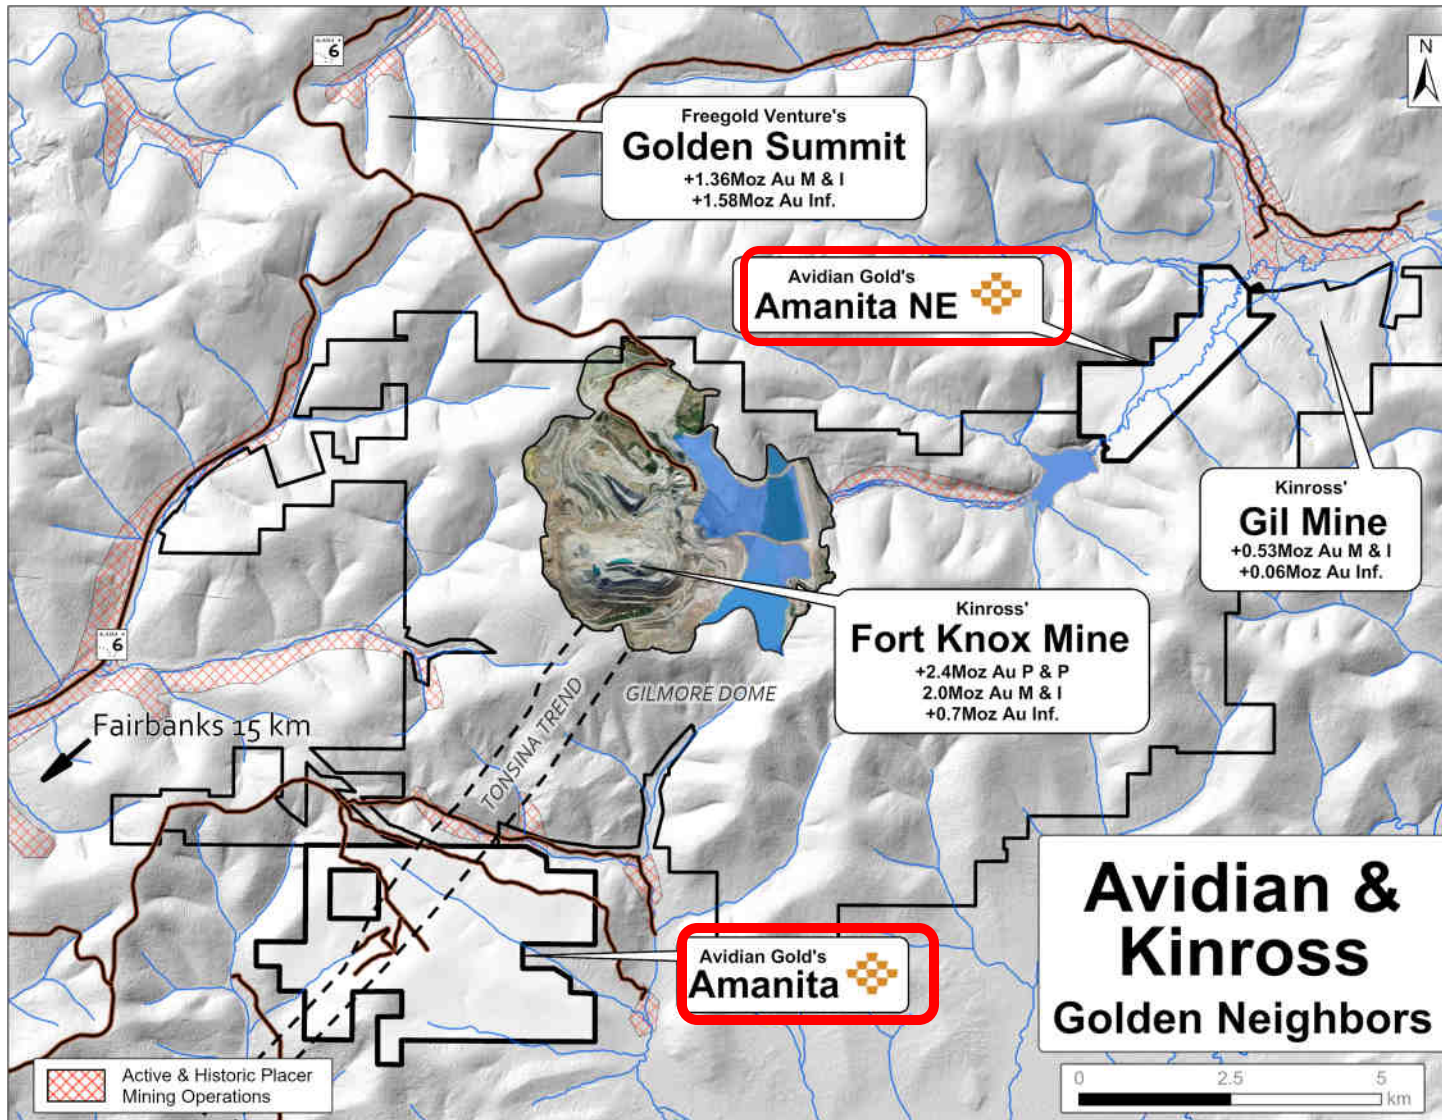 ALASKA
6
N
Freegold Venture's
Golden Summit
+1.36Moz Au M & I
+1.58Moz Au Inf.
Avidian Gold's
Amanita NE
Kinross'
Gil Mine
+0.53Moz Au M & I
+0.06Moz Au Inf.
Kinross'
Fort Knox Mine
+2.4Moz Au P & P
2.0Moz Au M & I
+0.7Moz Au Inf.
ALASKA
6
GILMORE DOME
TONSINA TREND
Fairbanks 15 km
Avidian Gold's
Amanita
Avidian &
Kinross
Golden Neighbors
Active & Historic Placer
Mining Operations
0 2.5 5
km